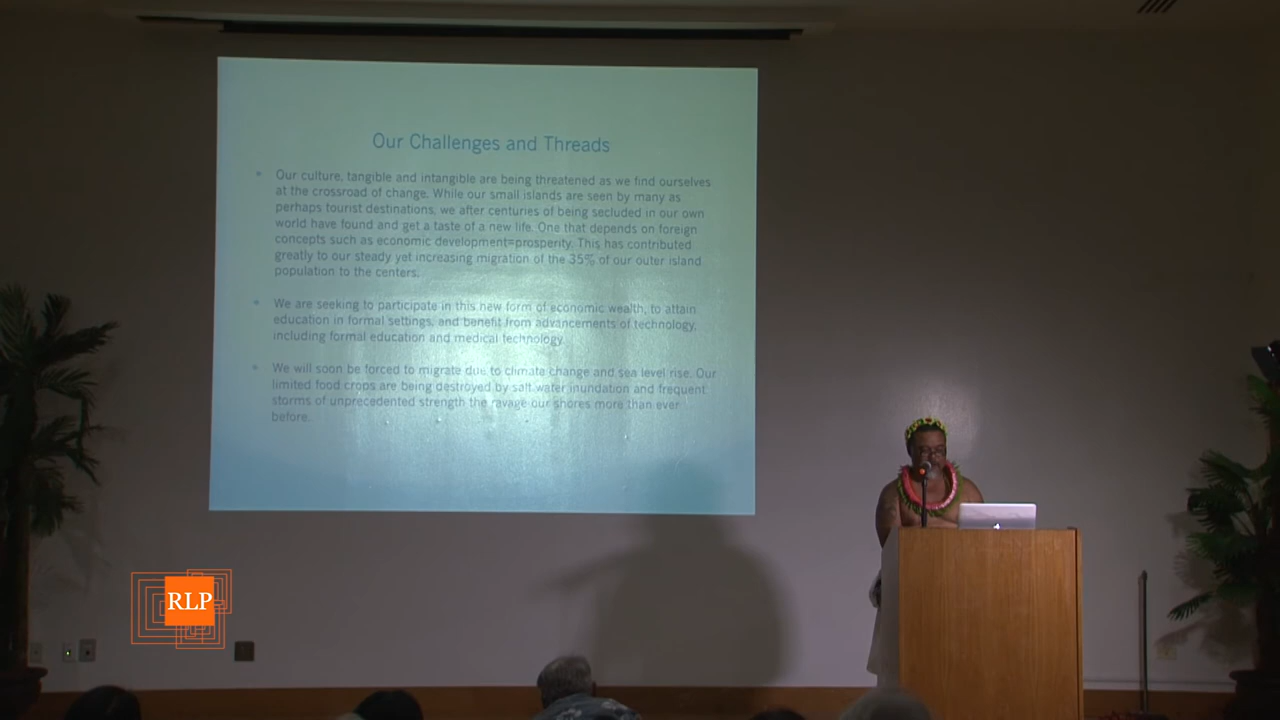 Our Challenges and Threads
Our culture, tangible and intangible are being threatened as we find ourselves
at the crossroad of change. While our small islands are seen by many as
perhaps tourist destinations, we after centuries of being secluded in our own
world have found and get a taste of a new life. One that depends on foreign
concepts such as economic development=prosperity. This has contributed
greatly to our steady yet increasing migration of the 35% of our outer island
population to the centers.
We are seeking to participate in this new form of economic wealth, to attain
education in formal settings, and benefit from advancements of technology,
including formal education and medical technology.
We will soon be forced to migrate due to climate change and sea level rise. Our
limited food crops are being destroyed by salt water inundation and frequent
storms of unprecedented strength the ravage our shores more than ever
before.
RLP